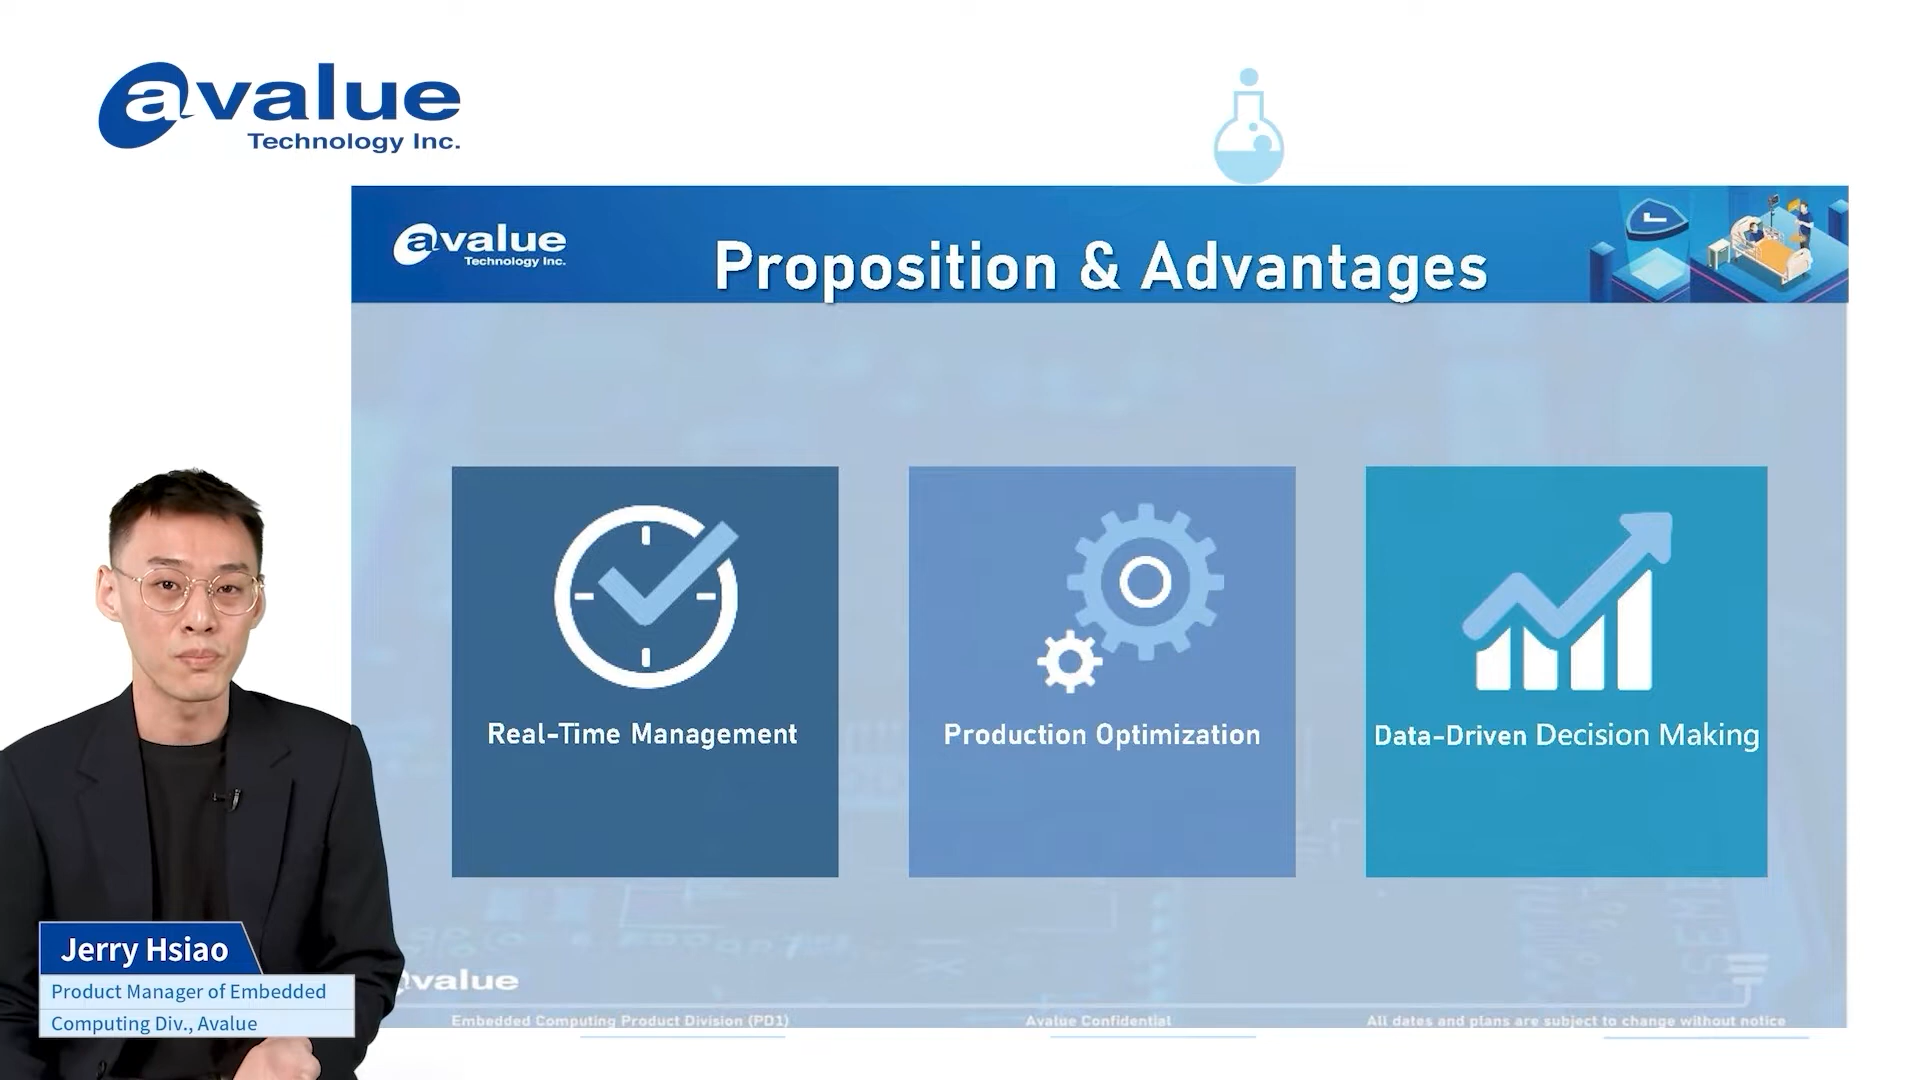 avalue
Technology Inc.
avalue
Technology Inc.
Proposition & Advantages
Real-Time Management
Production Optimization
Data-Driven Decision Making
Jerry Hsiao
Product Manager of Embedded
Computing Div., Avalue
avalue
Embedded Computing Product Division (PD1)
Avalue Confidential
All dates and plans are subject to change without notice